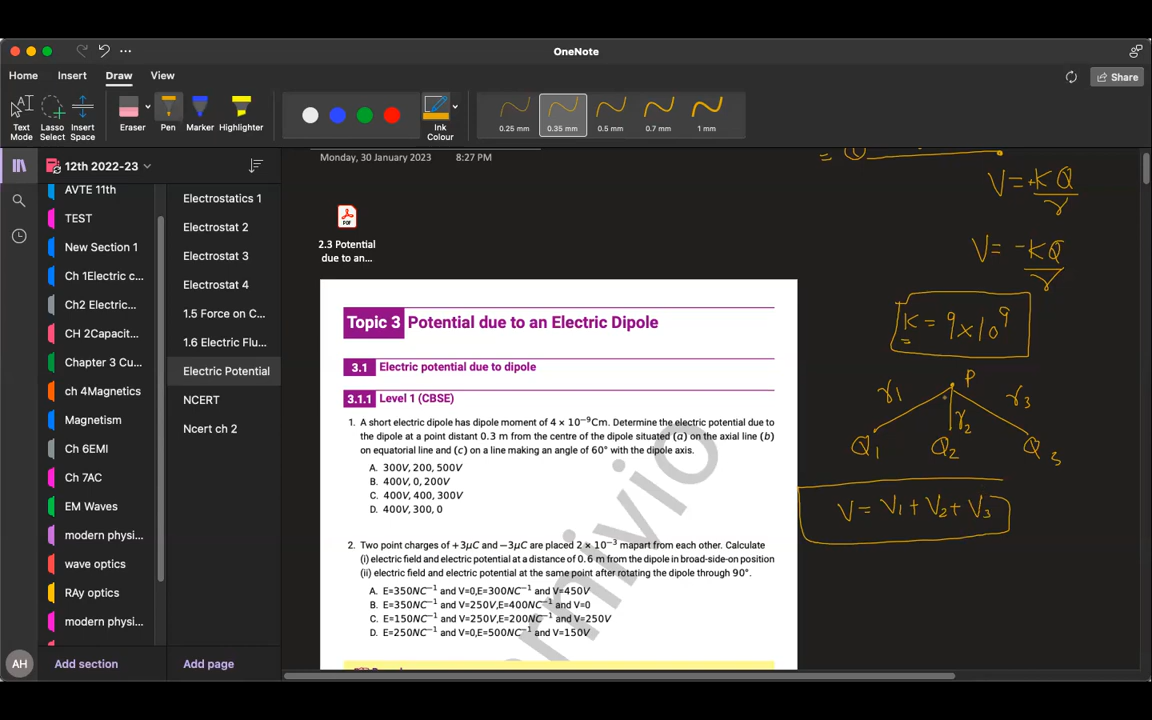 OneNote
Home Insert Draw View
Share
Text Mode
Lasso Select
Insert Space
Eraser
Pen
Marker
Highlighter
Ink Colour
0.25 mm
0.35 mm
0.5 mm
0.7 mm
1 mm
12th 2022-23
AVTE 11th
TEST
New Section 1
Ch 1Electric c...
Ch2 Electric...
CH 2Capacit...
Chapter 3 Cu...
ch 4Magnetics
Magnetism
Ch 6EMI
Ch 7AC
EM Waves
modern physi...
wave optics
RAy optics
modern physi...
AH
Add section
Electrostatics 1
Electrostat 2
Electrostat 3
Electrostat 4
1.5 Force on C...
1.6 Electric Flu...
Electric Potential
NCERT
Ncert ch 2
Add page
Monday, 30 January 2023 8:27 PM
PDF
2.3 Potential
due to an...
Topic 3 Potential due to an Electric Dipole
3.1 Electric potential due to dipole
3.1.1 Level 1 (CBSE)
1. A short electric dipole has dipole moment of 4 × 10⁻⁹Cm. Determine the electric potential due to
the dipole at a point distant 0.3 m from the centre of the dipole situated (a) on the axial line (b)
on equatorial line and (c) on a line making an angle of 60° with the dipole axis.
A. 300V, 200, 500V
B. 400V, 0, 200V
C. 400V, 400, 300V
D. 400V, 300, 0
2. Two point charges of +3μC and −3μC are placed 2 × 10⁻³ mapart from each other. Calculate
(i) electric field and electric potential at a distance of 0.6 m from the dipole in broad-side-on position
(ii) electric field and electric potential at the same point after rotating the dipole through 90°.
A. E=350NC⁻¹ and V=0,E=300NC⁻¹ and V=450V
B. E=350NC⁻¹ and V=250V,E=400NC⁻¹ and V=0
C. E=150NC⁻¹ and V=250V,E=200NC⁻¹ and V=250V
D. E=250NC⁻¹ and V=0,E=500NC⁻¹ and V=150V
V = +KQ/r
V = -KQ/r
K = 9×10⁹
P
r1 r2 r3
Q1 Q2 Q3
V = V1 + V2 + V3